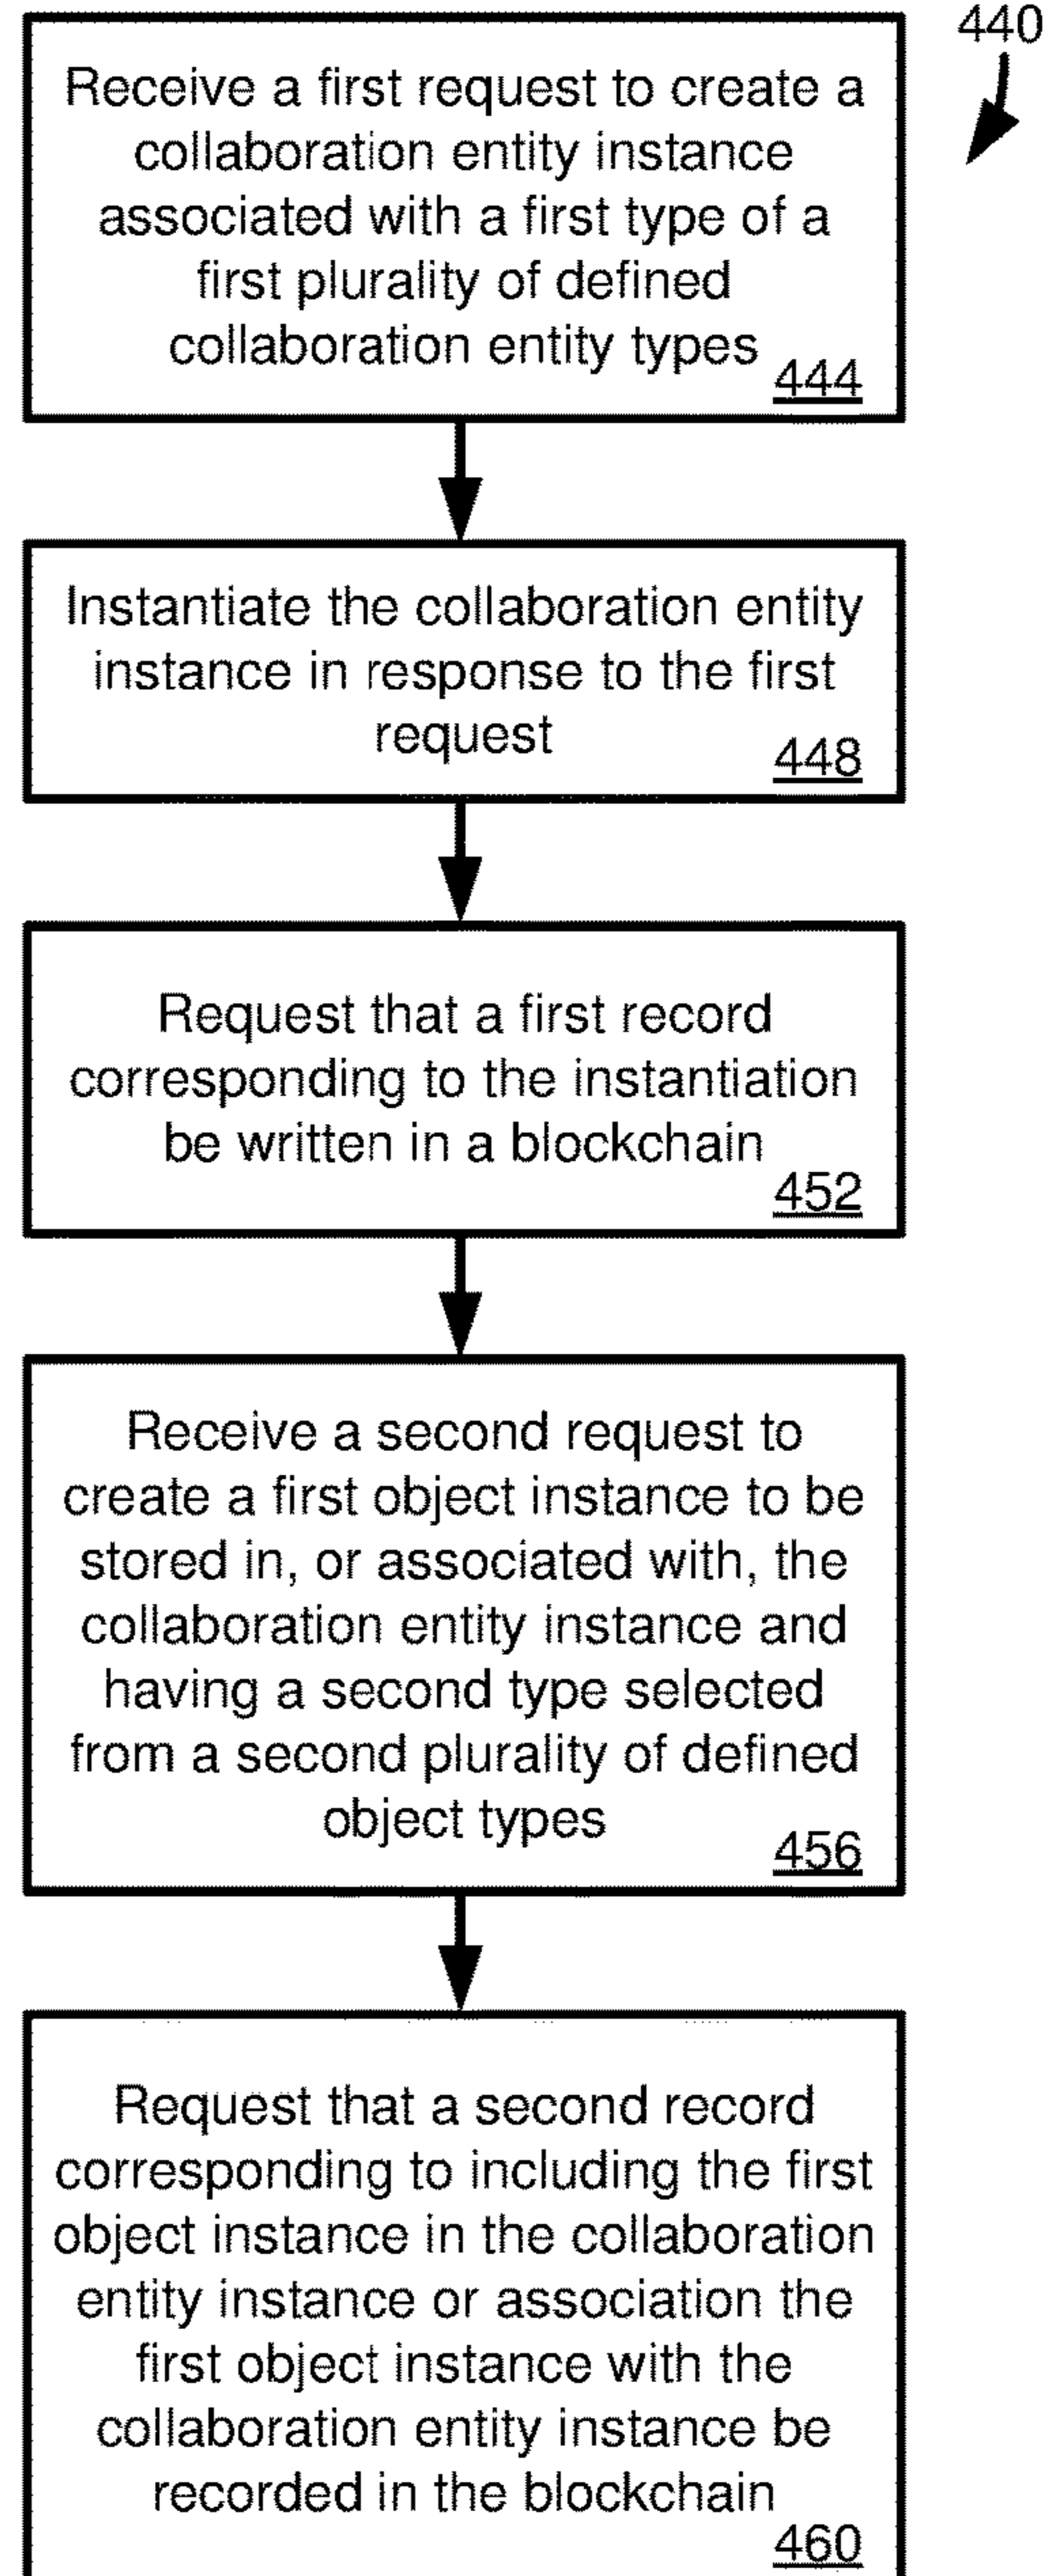 440
Receive a first request to create a
collaboration entity instance
associated with a first type of a
first plurality of defined
collaboration entity types
444
Instantiate the collaboration entity
instance in response to the first
request
448
Request that a first record
corresponding to the instantiation
be written in a blockchain
452
Receive a second request to
create a first object instance to be
stored in, or associated with, the
collaboration entity instance and
having a second type selected
from a second plurality of defined
object types
456
Request that a second record
corresponding to including the first
object instance in the collaboration
entity instance or association the
first object instance with the
collaboration entity instance be
recorded in the blockchain
460